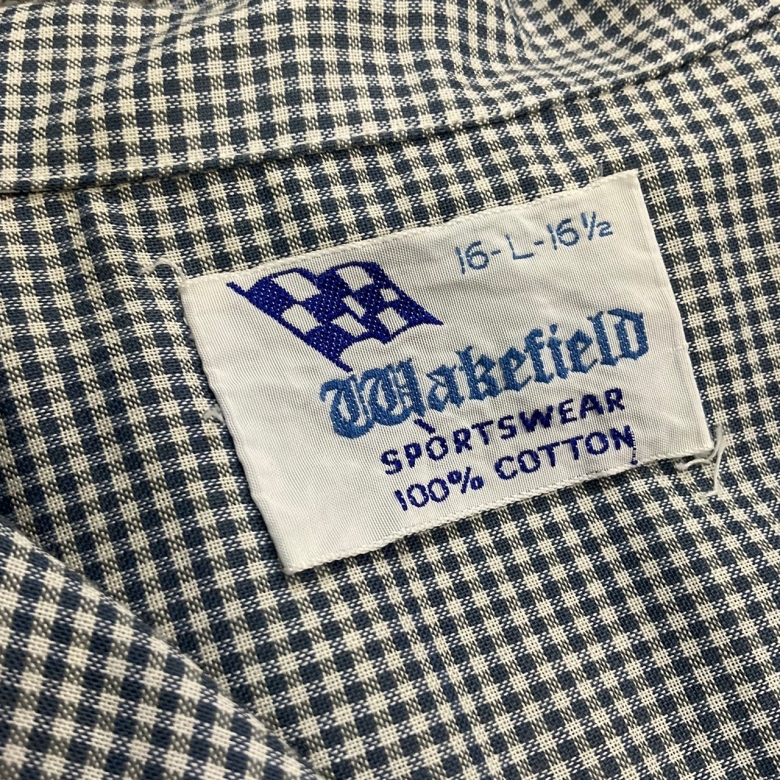 16-L-16½
Wakefield
SPORTSWEAR
100% COTTON